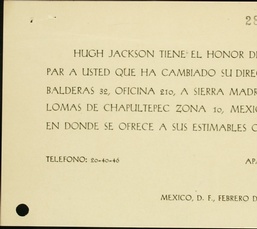 25
HUGH JACKSON TIENE EL HONOR DE
PAR A USTED QUE HA CAMBIADO SU DIREC
BALDERAS 32, OFICINA 210, A SIERRA MADR
LOMAS DE CHAPULTEPEC ZONA 10, MEXIC
EN DONDE SE OFRECE A SUS ESTIMABLES O
TELEFONO: 20-40-46 APA
MEXICO, D. F., FEBRERO D